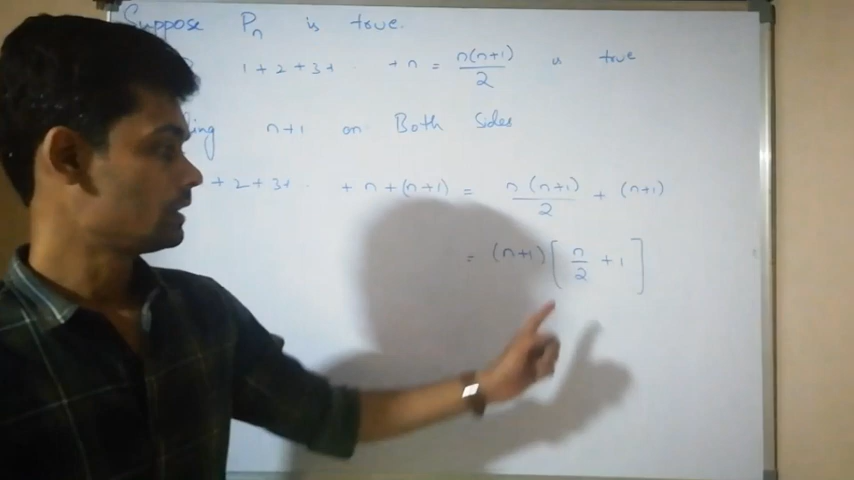 Suppose Pn is true.
1+2+3+ . +n = n(n+1)/2 is true
n+1 on Both Sides
+2+3+ . +n+(n+1) = n(n+1)/2 + (n+1)
= (n+1)[n/2 +1]